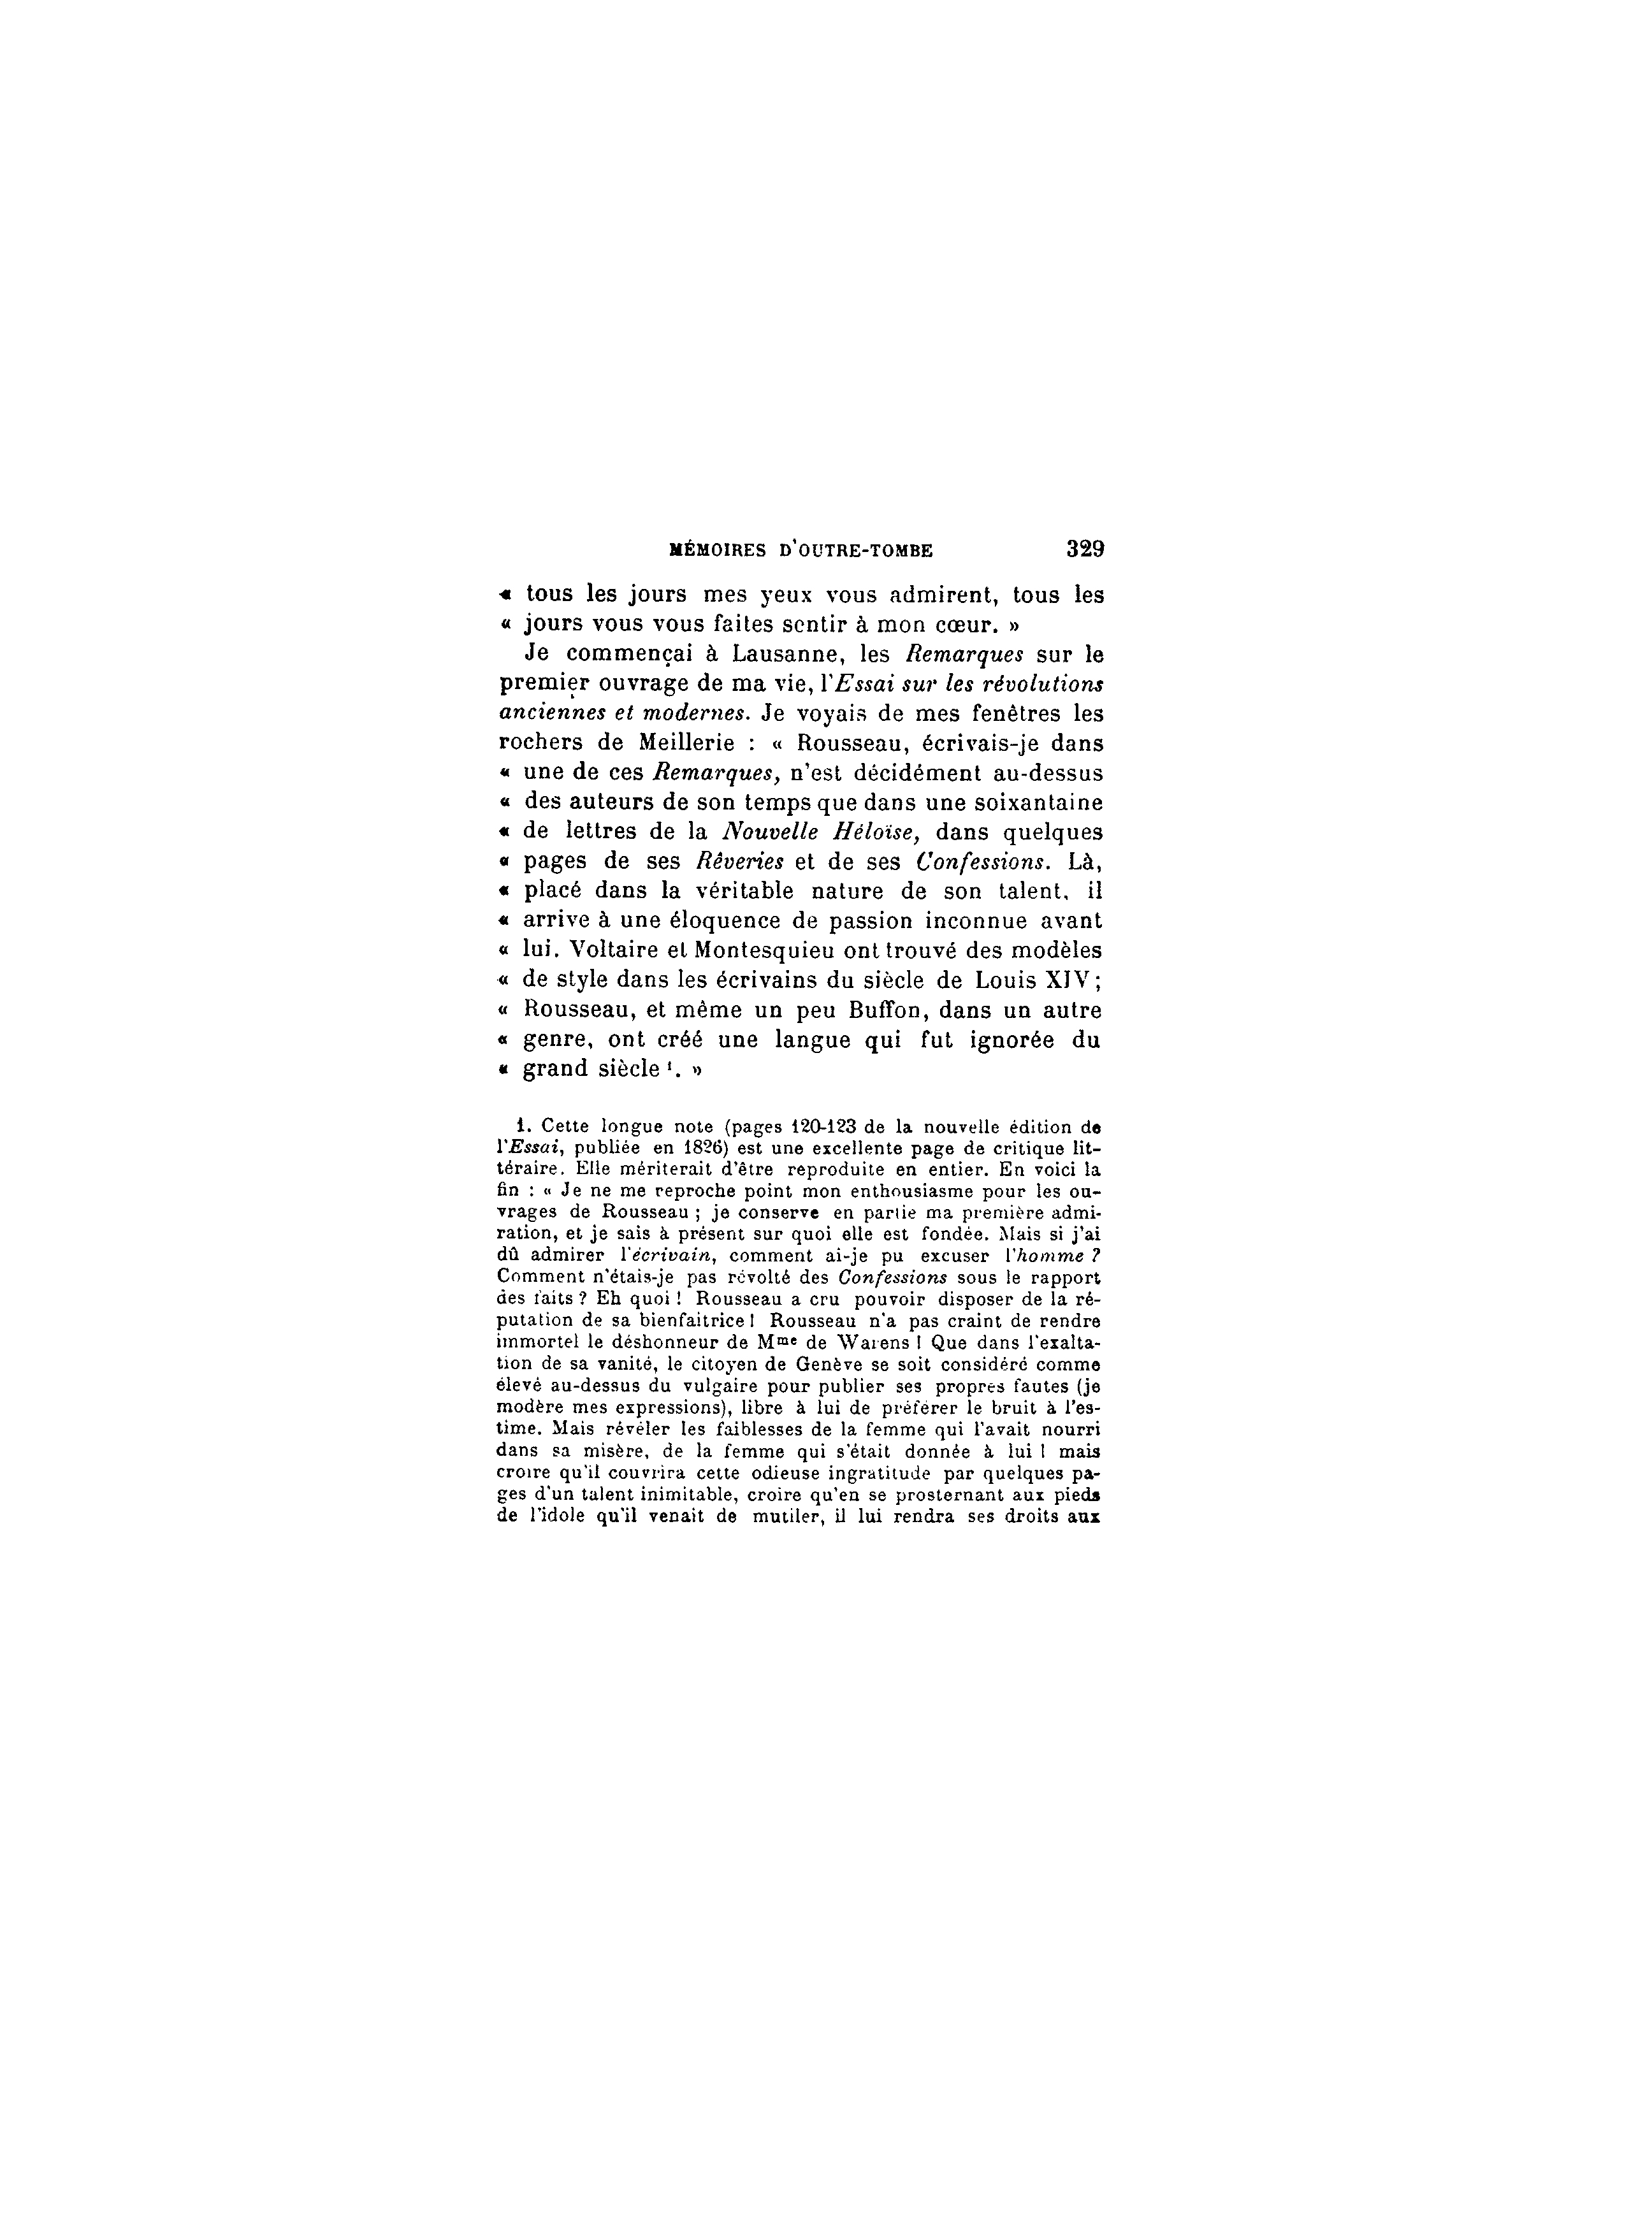 MÉMOIRES D'OUTRE-TOMBE 329
« tous les jours mes yeux vous admirent, tous les
« jours vous vous faites sentir à mon cœur. »
Je commençai à Lausanne, les Remarques sur le
premier ouvrage de ma vie, l'Essai sur les révolutions
anciennes et modernes. Je voyais de mes fenêtres les
rochers de Meillerie : « Rousseau, écrivais-je dans
« une de ces Remarques, n'est décidément au-dessus
« des auteurs de son temps que dans une soixantaine
« de lettres de la Nouvelle Héloïse, dans quelques
« pages de ses Rêveries et de ses Confessions. Là,
« placé dans la véritable nature de son talent, il
« arrive à une éloquence de passion inconnue avant
« lui. Voltaire et Montesquieu ont trouvé des modèles
« de style dans les écrivains du siècle de Louis XIV ;
« Rousseau, et même un peu Buffon, dans un autre
« genre, ont créé une langue qui fut ignorée du
« grand siècle ¹. »
1. Cette longue note (pages 120-123 de la nouvelle édition de
l'Essai, publiée en 1826) est une excellente page de critique lit-
téraire. Elle mériterait d'être reproduite en entier. En voici la
fin : « Je ne me reproche point mon enthousiasme pour les ou-
vrages de Rousseau ; je conserve en partie ma première admi-
ration, et je sais à présent sur quoi elle est fondée. Mais si j'ai
dû admirer l'écrivain, comment ai-je pu excuser l'homme ?
Comment n'étais-je pas révolté des Confessions sous le rapport
des faits ? Eh quoi ! Rousseau a cru pouvoir disposer de la ré-
putation de sa bienfaitrice ! Rousseau n'a pas craint de rendre
immortel le déshonneur de Mme de Warens ! Que dans l'exalta-
tion de sa vanité, le citoyen de Genève se soit considéré comme
élevé au-dessus du vulgaire pour publier ses propres fautes (je
modère mes expressions), libre à lui de préférer le bruit à l'es-
time. Mais révéler les faiblesses de la femme qui l'avait nourri
dans sa misère, de la femme qui s'était donnée à lui ! mais
croire qu'il couvrira cette odieuse ingratitude par quelques pa-
ges d'un talent inimitable, croire qu'en se prosternant aux pieds
de l'idole qu'il venait de mutiler, il lui rendra ses droits aux